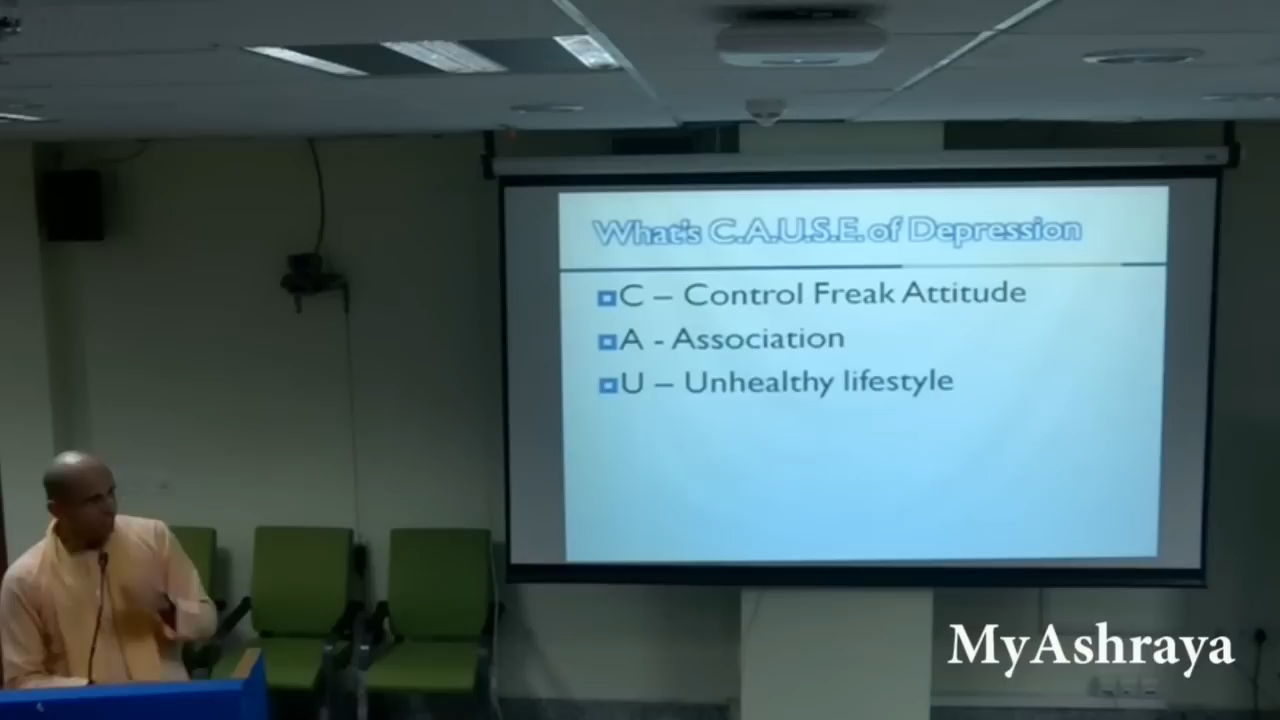 What's C.A.U.S.E. of Depression
C – Control Freak Attitude
A - Association
U – Unhealthy lifestyle
MyAshraya